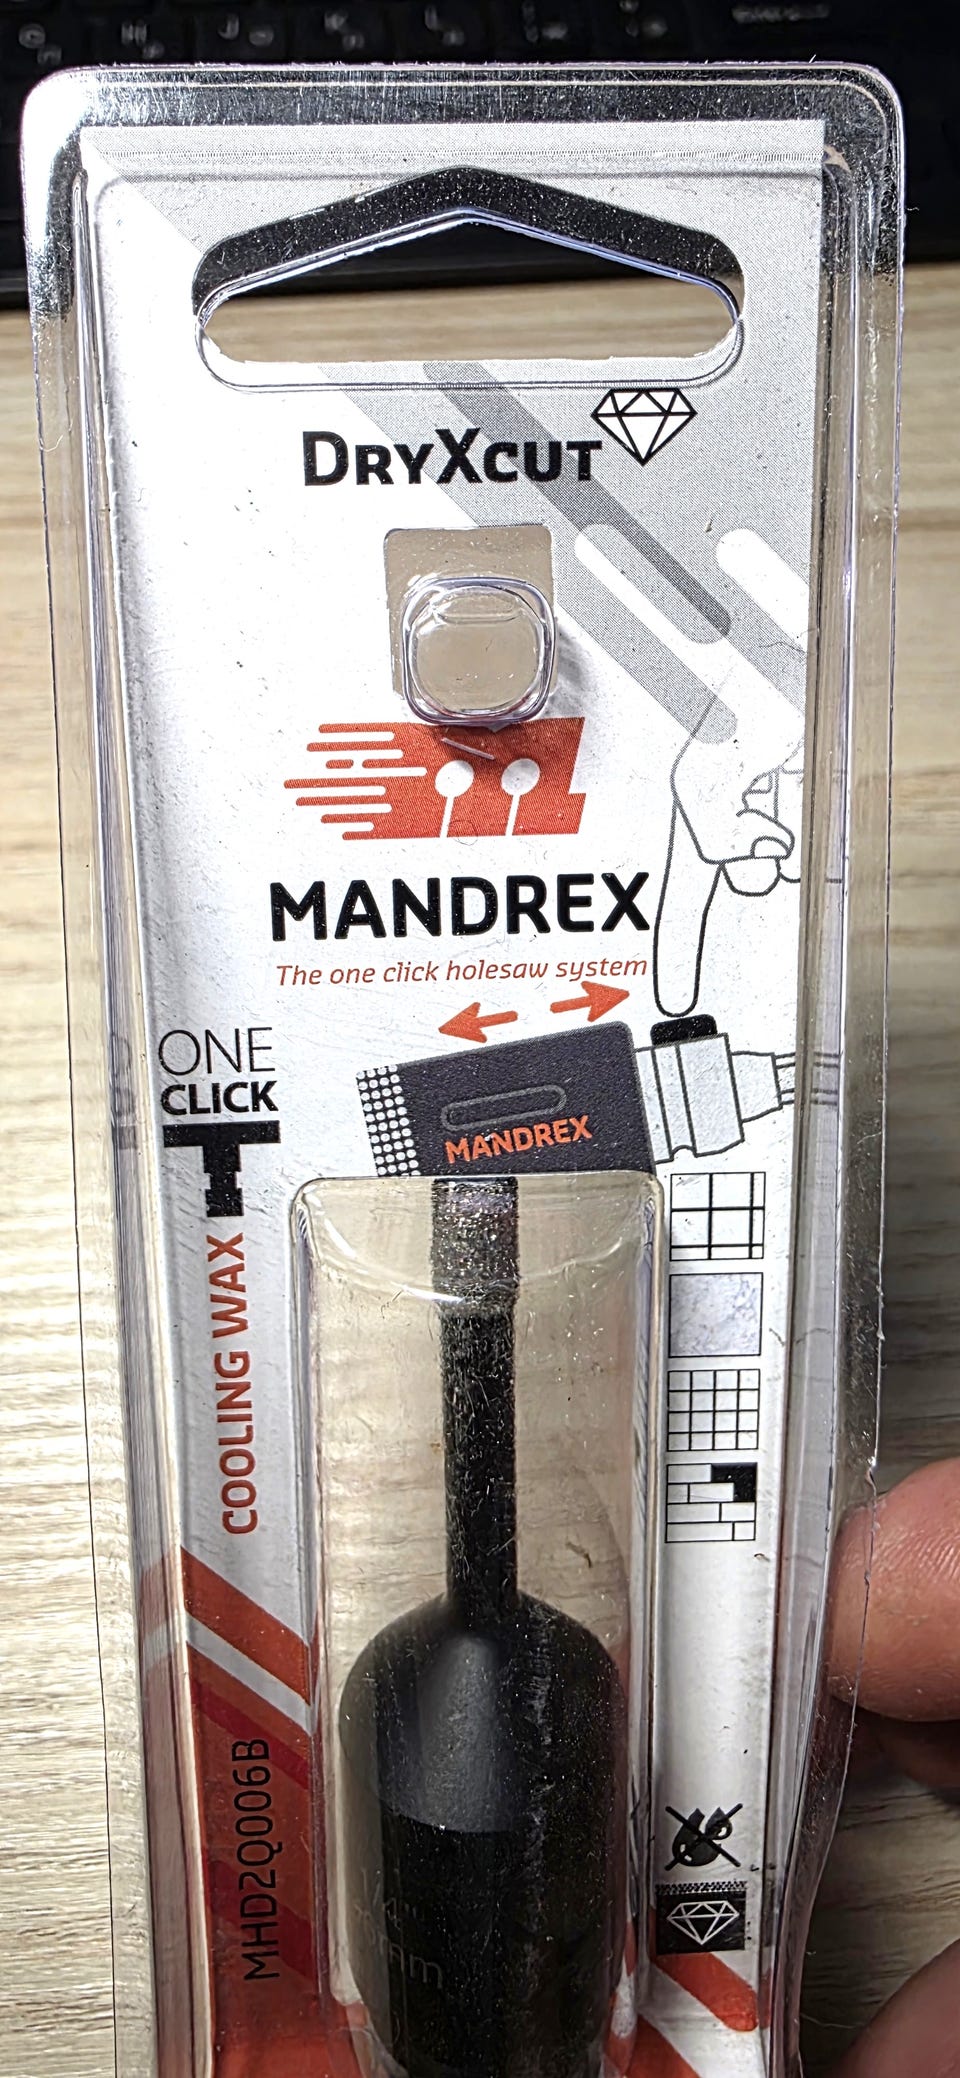 DRYXCUT
MANDREX
The one click holesaw system
ONE
CLICK
MANDREX
COOLING WAX
MHD2Q006B